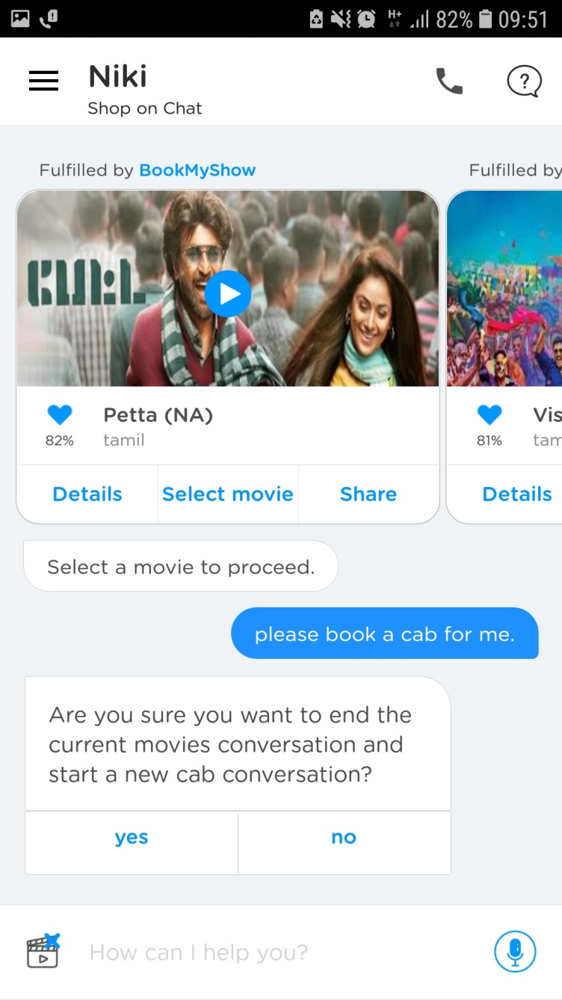 H+ 82% 09:51
Niki
?
Shop on Chat
Fulfilled by BookMyShow
Fulfilled by
பேட்ட
82%
Petta (NA)
tamil
Details Select movie Share
81%
Vis
tam
Details
Select a movie to proceed.
please book a cab for me.
Are you sure you want to end the
current movies conversation and
start a new cab conversation?
yes no
How can I help you?